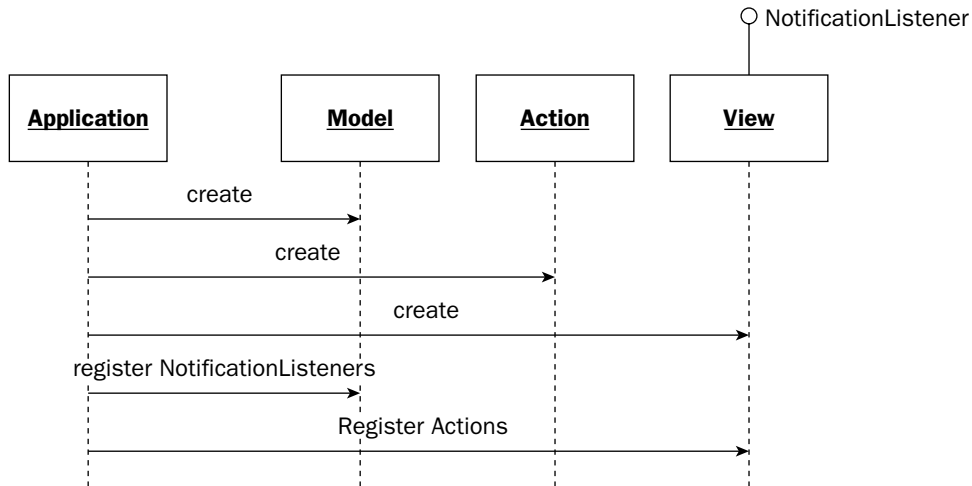 NotificationListener
Application
Model
Action
View
create
create
create
register NotificationListeners
Register Actions